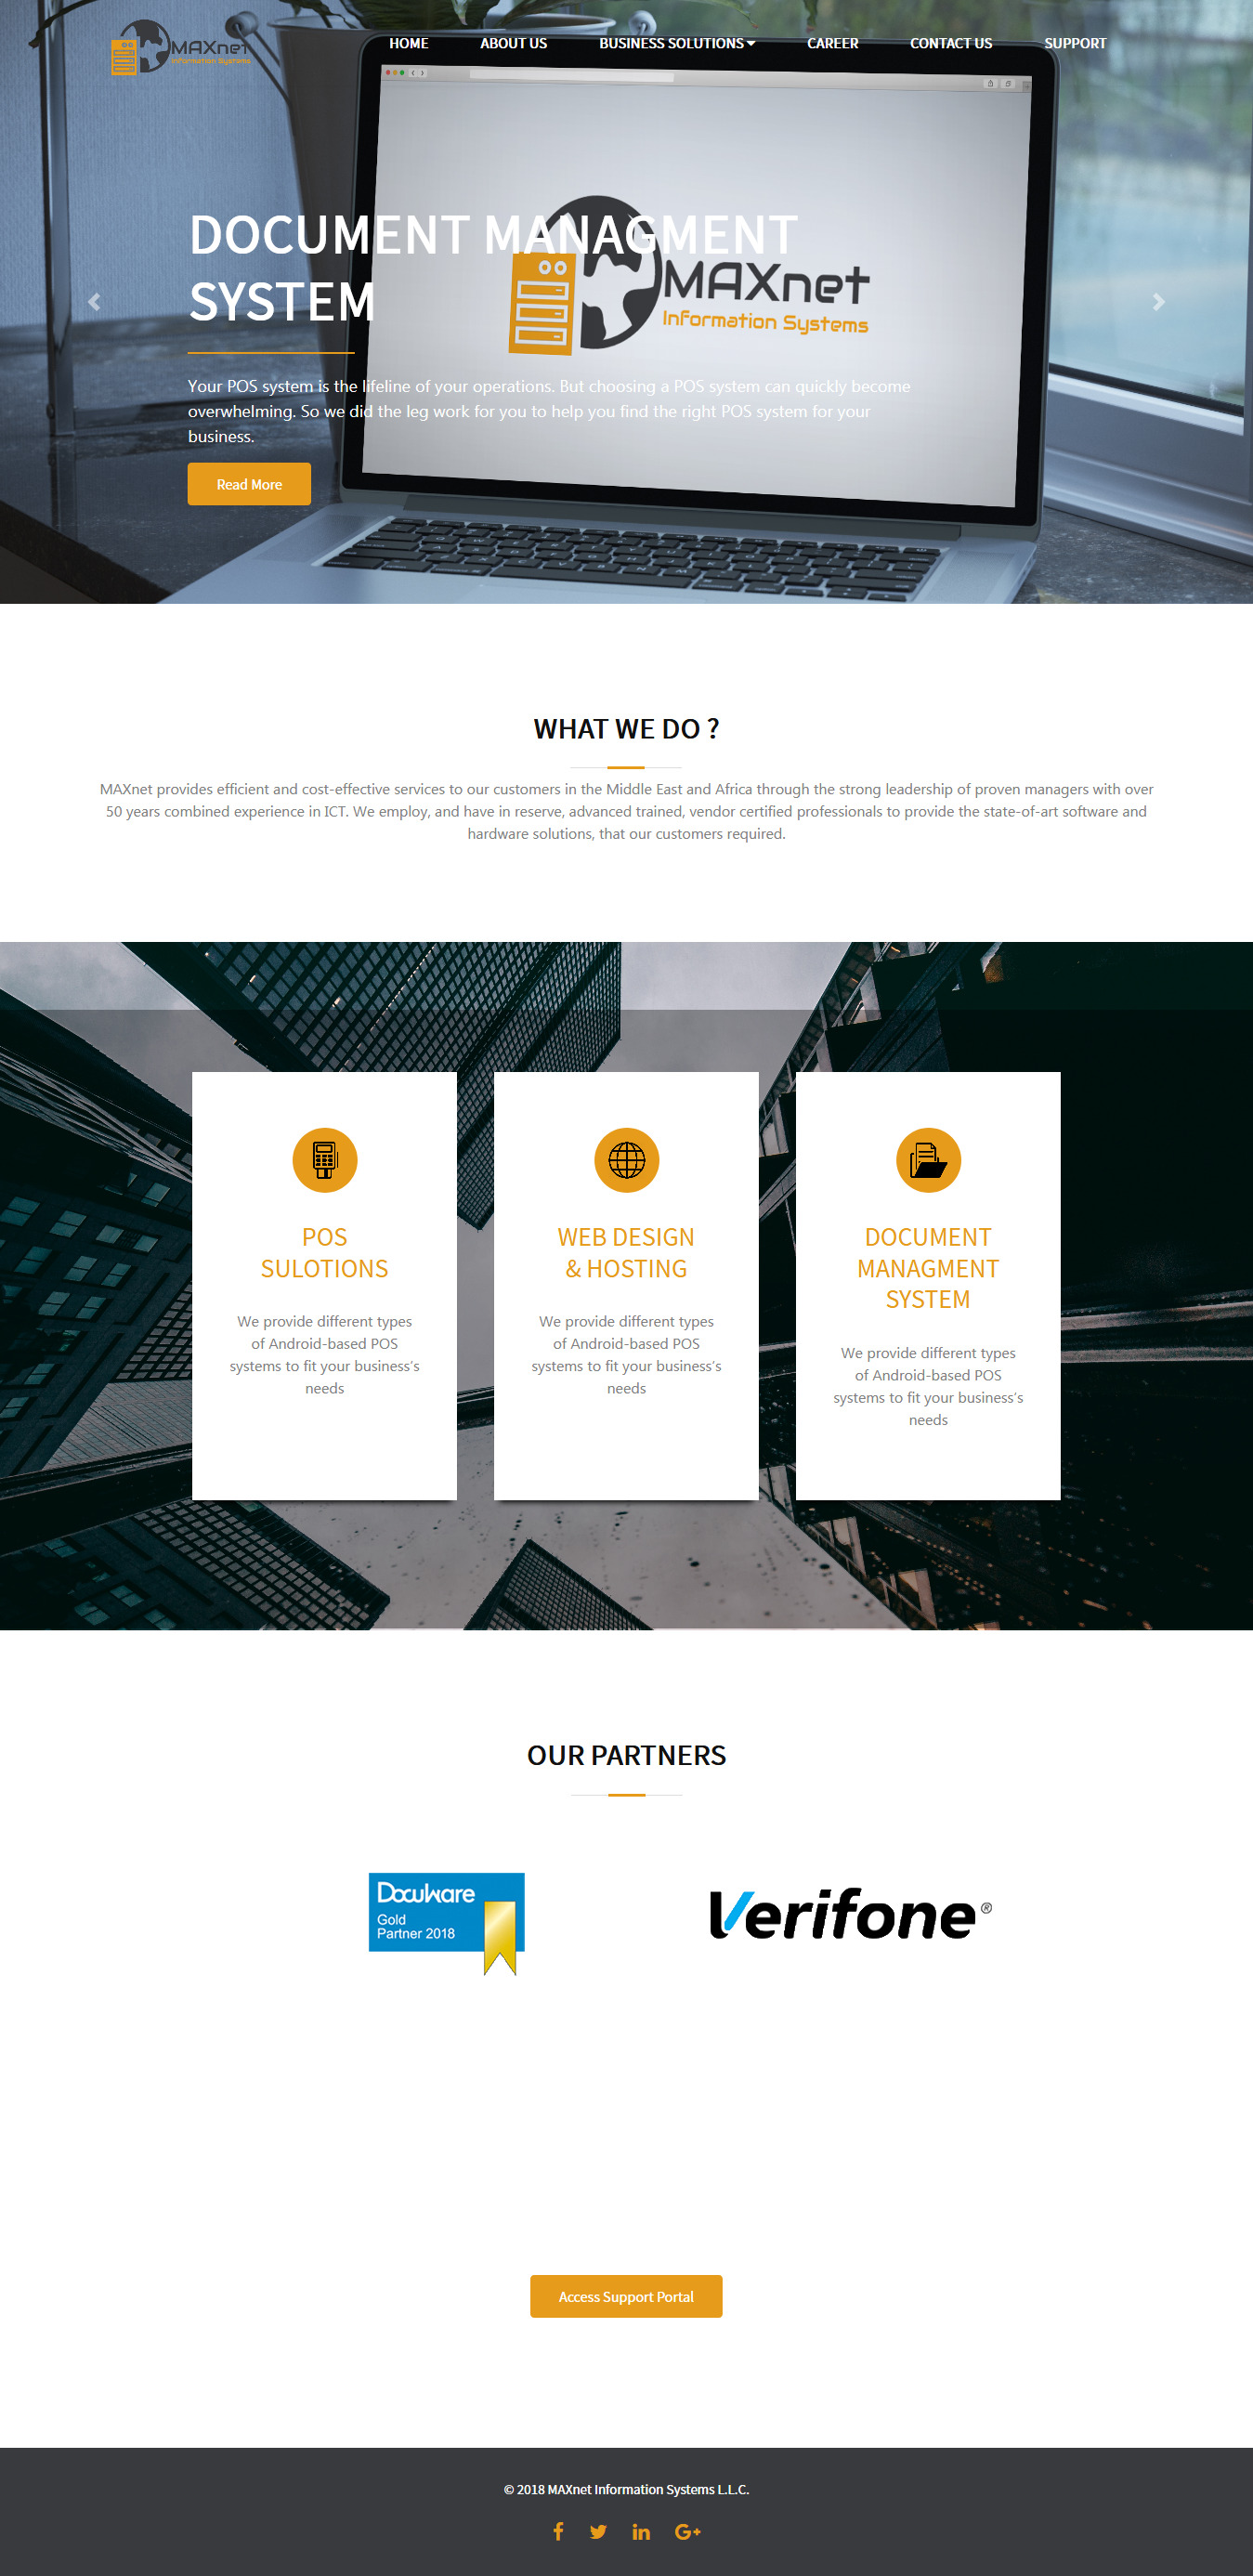 MAXnet
Information Systems
HOME ABOUT US BUSINESS SOLUTIONS CAREER CONTACT US SUPPORT
DOCUMENT MANAGMENT
SYSTEM
MAXnet
Information Systems
Your POS system is the lifeline of your operations. But choosing a POS system can quickly become
overwhelming. So we did the leg work for you to help you find the right POS system for your
business.
Read More
WHAT WE DO ?
MAXnet provides efficient and cost-effective services to our customers in the Middle East and Africa through the strong leadership of proven managers with over
50 years combined experience in ICT. We employ, and have in reserve, advanced trained, vendor certified professionals to provide the state-of-art software and
hardware solutions, that our customers required.
POS
SULOTIONS
We provide different types
of Android-based POS
systems to fit your business's
needs
WEB DESIGN
& HOSTING
We provide different types
of Android-based POS
systems to fit your business's
needs
DOCUMENT
MANAGMENT
SYSTEM
We provide different types
of Android-based POS
systems to fit your business's
needs
OUR PARTNERS
DocuWare
Gold
Partner 2018
Verifone®
Access Support Portal
© 2018 MAXnet Information Systems L.L.C.